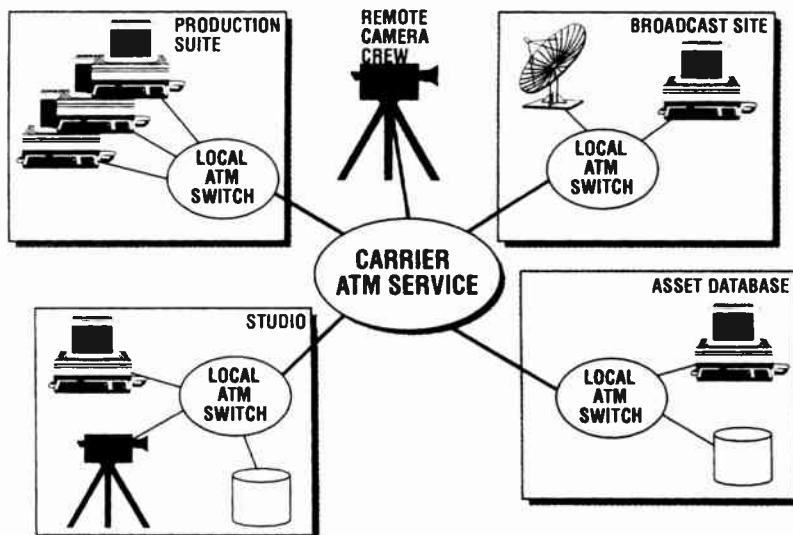 PRODUCTION
SUITE
LOCAL
ATM
SWITCH
REMOTE
CAMERA
CREW
BROADCAST SITE
LOCAL
ATM
SWITCH
CARRIER
ATM SERVICE
STUDIO
LOCAL
ATM
SWITCH
ASSET DATABASE
LOCAL
ATM
SWITCH